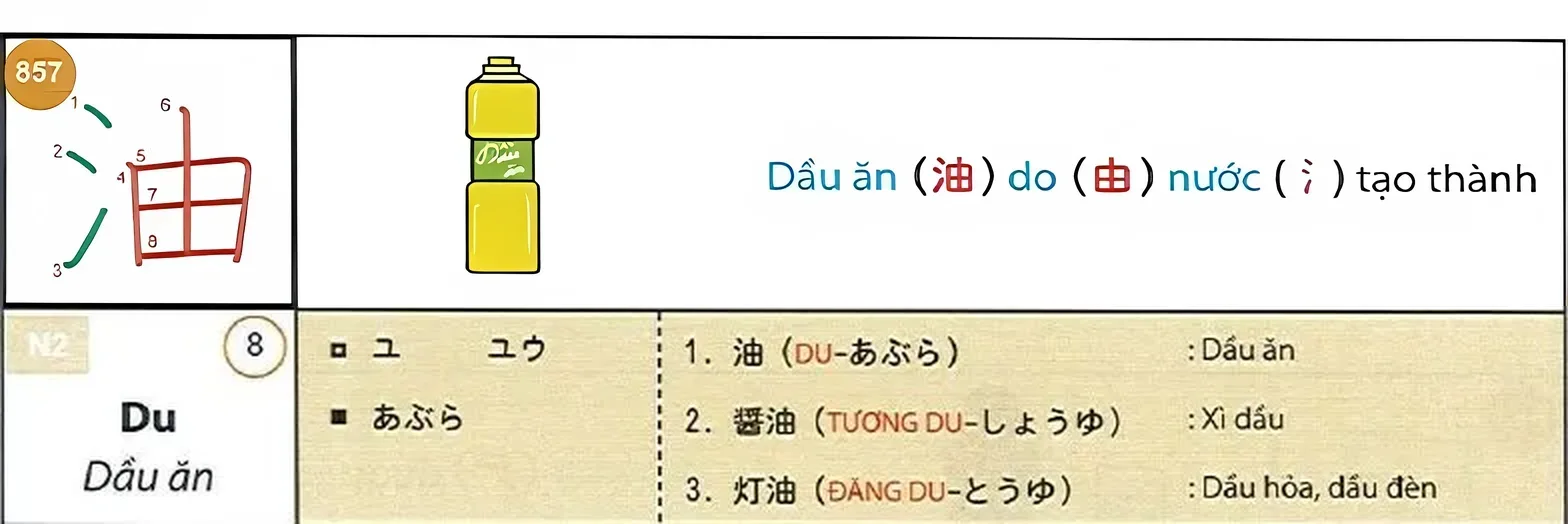 857
1
2
3
4
5
6
7
8
油
Dầu
Dầu ăn (油) do (由) nước (氵) tạo thành
N2
8
Du
Dầu ăn
ユ ユウ
あぶら
1. 油 (DU-あぶら) : Dầu ăn
2. 醤油 (TƯƠNG DU-しょうゆ) : Xì dầu
3. 灯油 (ĐĂNG DU-とうゆ) : Dầu hỏa, dầu đèn